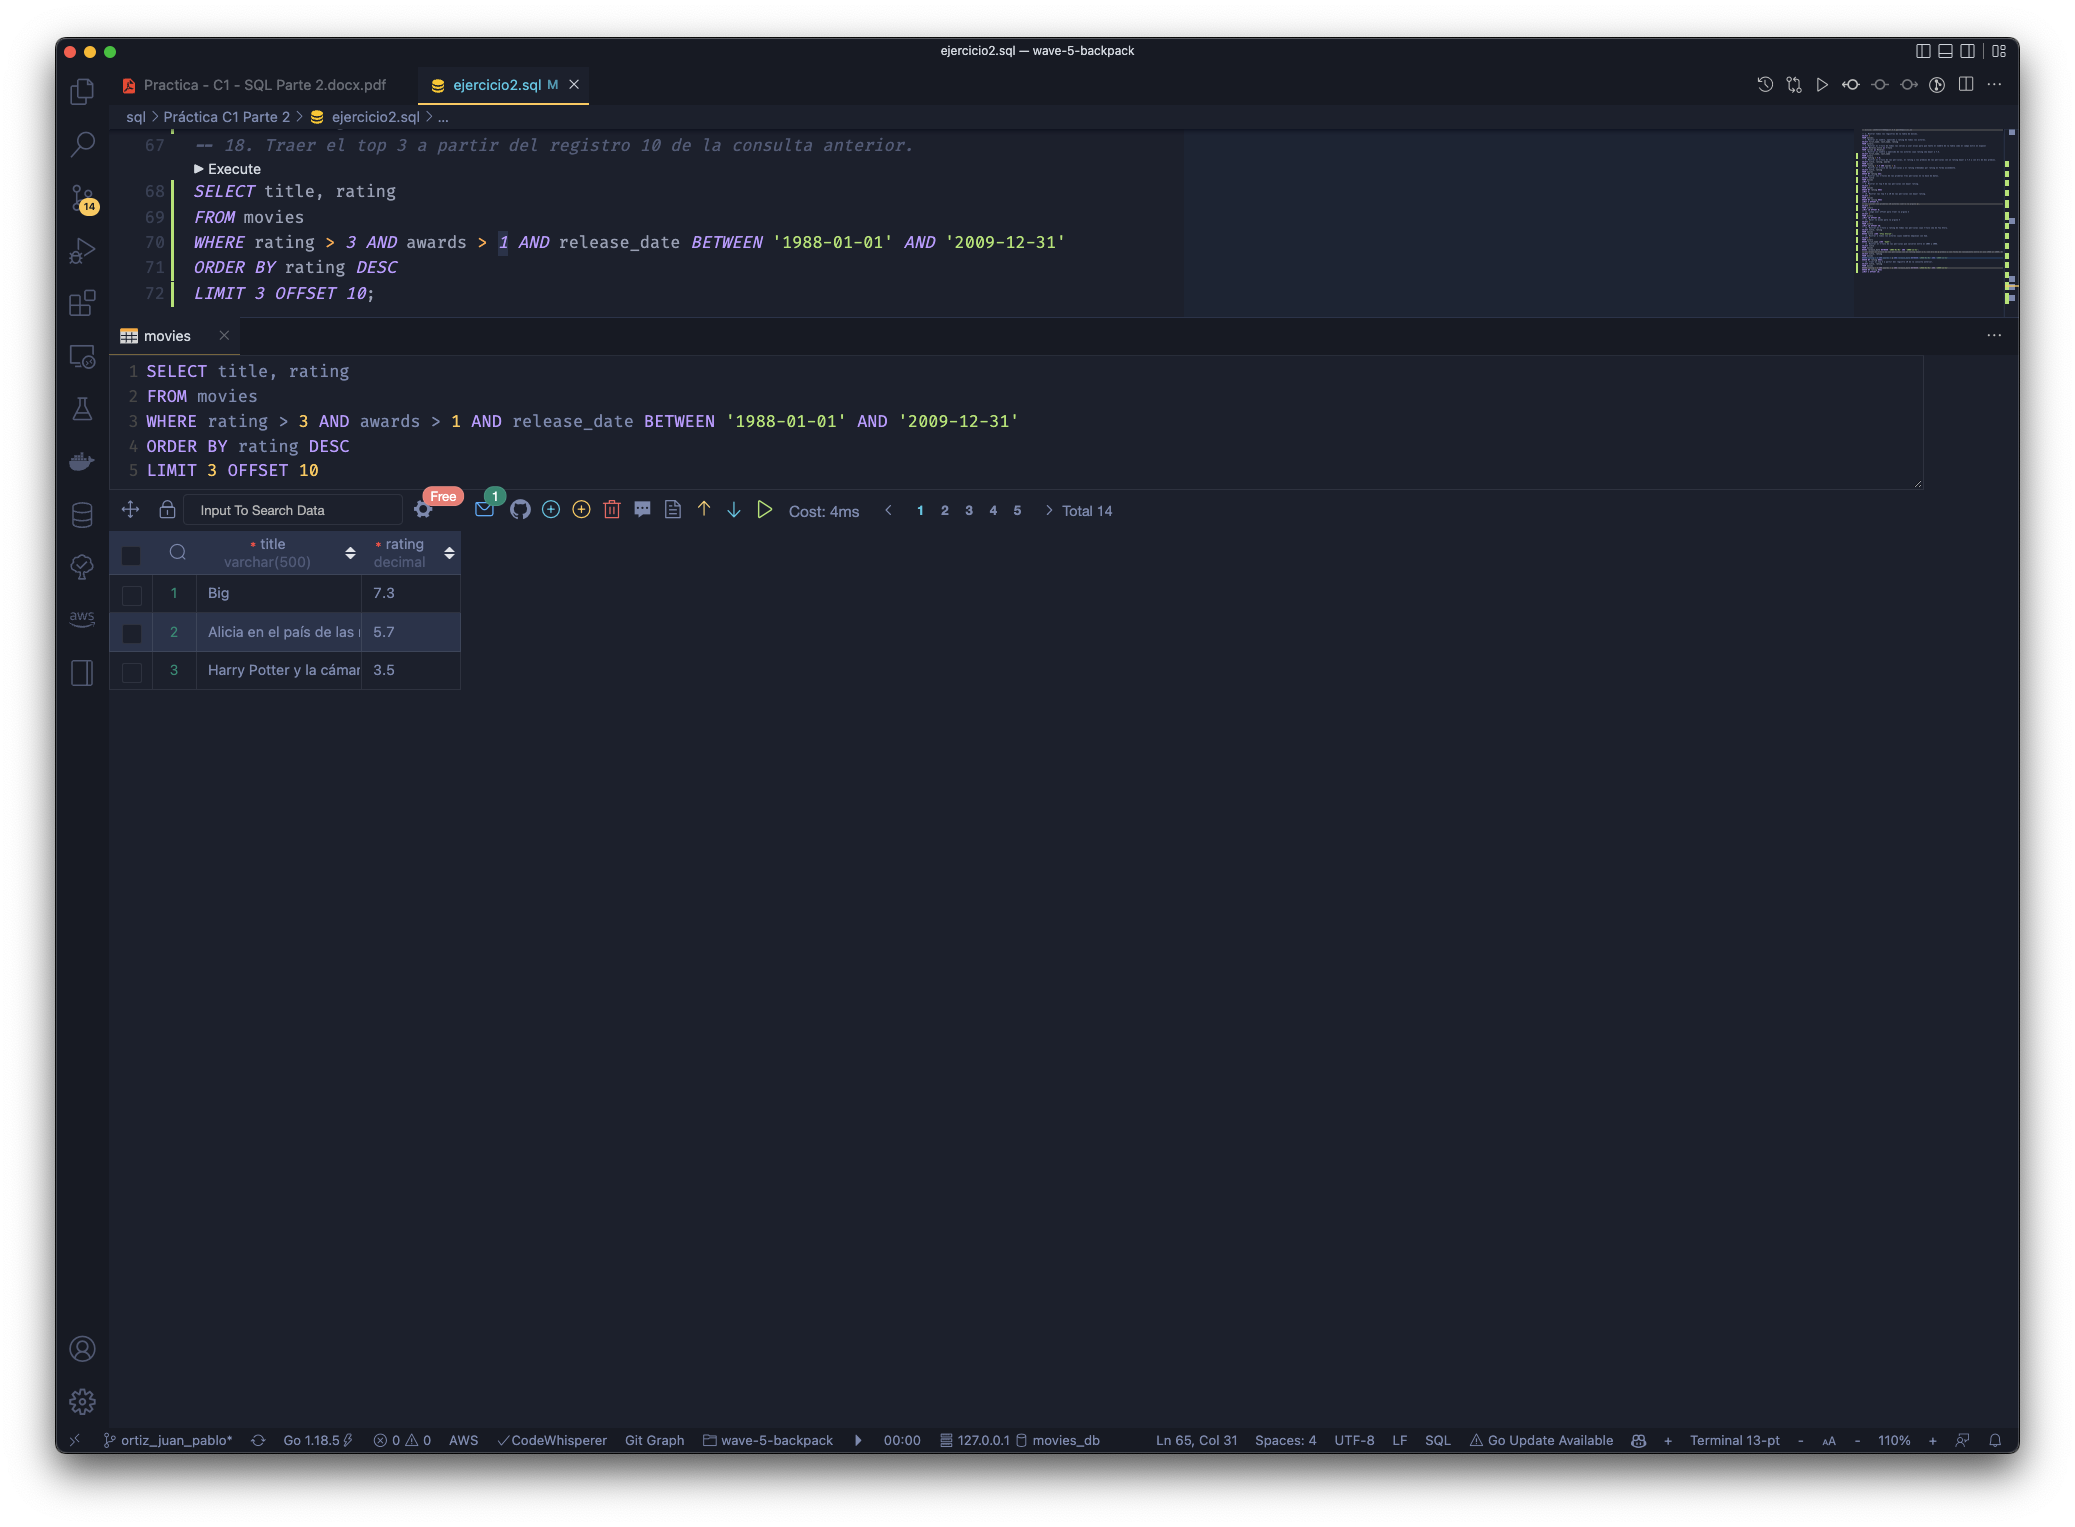 ejercicio2.sql — wave-5-backpack
Practica - C1 - SQL Parte 2.docx.pdf
ejercicio2.sql M
sql > Práctica C1 Parte 2 > ejercicio2.sql > ...
67 -- 18. Traer el top 3 a partir del registro 10 de la consulta anterior.
Execute
68 SELECT title, rating
69 FROM movies
70 WHERE rating > 3 AND awards > 1 AND release_date BETWEEN '1988-01-01' AND '2009-12-31'
71 ORDER BY rating DESC
72 LIMIT 3 OFFSET 10;
14
movies
1 SELECT title, rating
2 FROM movies
3 WHERE rating > 3 AND awards > 1 AND release_date BETWEEN '1988-01-01' AND '2009-12-31'
4 ORDER BY rating DESC
5 LIMIT 3 OFFSET 10
Input To Search Data Free 1 Cost: 4ms < 1 2 3 4 5 > Total 14
* title * rating
varchar(500) decimal
1 Big 7.3
2 Alicia en el país de las 5.7
3 Harry Potter y la cámar 3.5
aws
ortiz_juan_pablo* Go 1.18.5 0 0 AWS CodeWhisperer Git Graph wave-5-backpack 00:00 127.0.0.1 movies_db Ln 65, Col 31 Spaces: 4 UTF-8 LF SQL Go Update Available + Terminal 13-pt - AA - 110% +